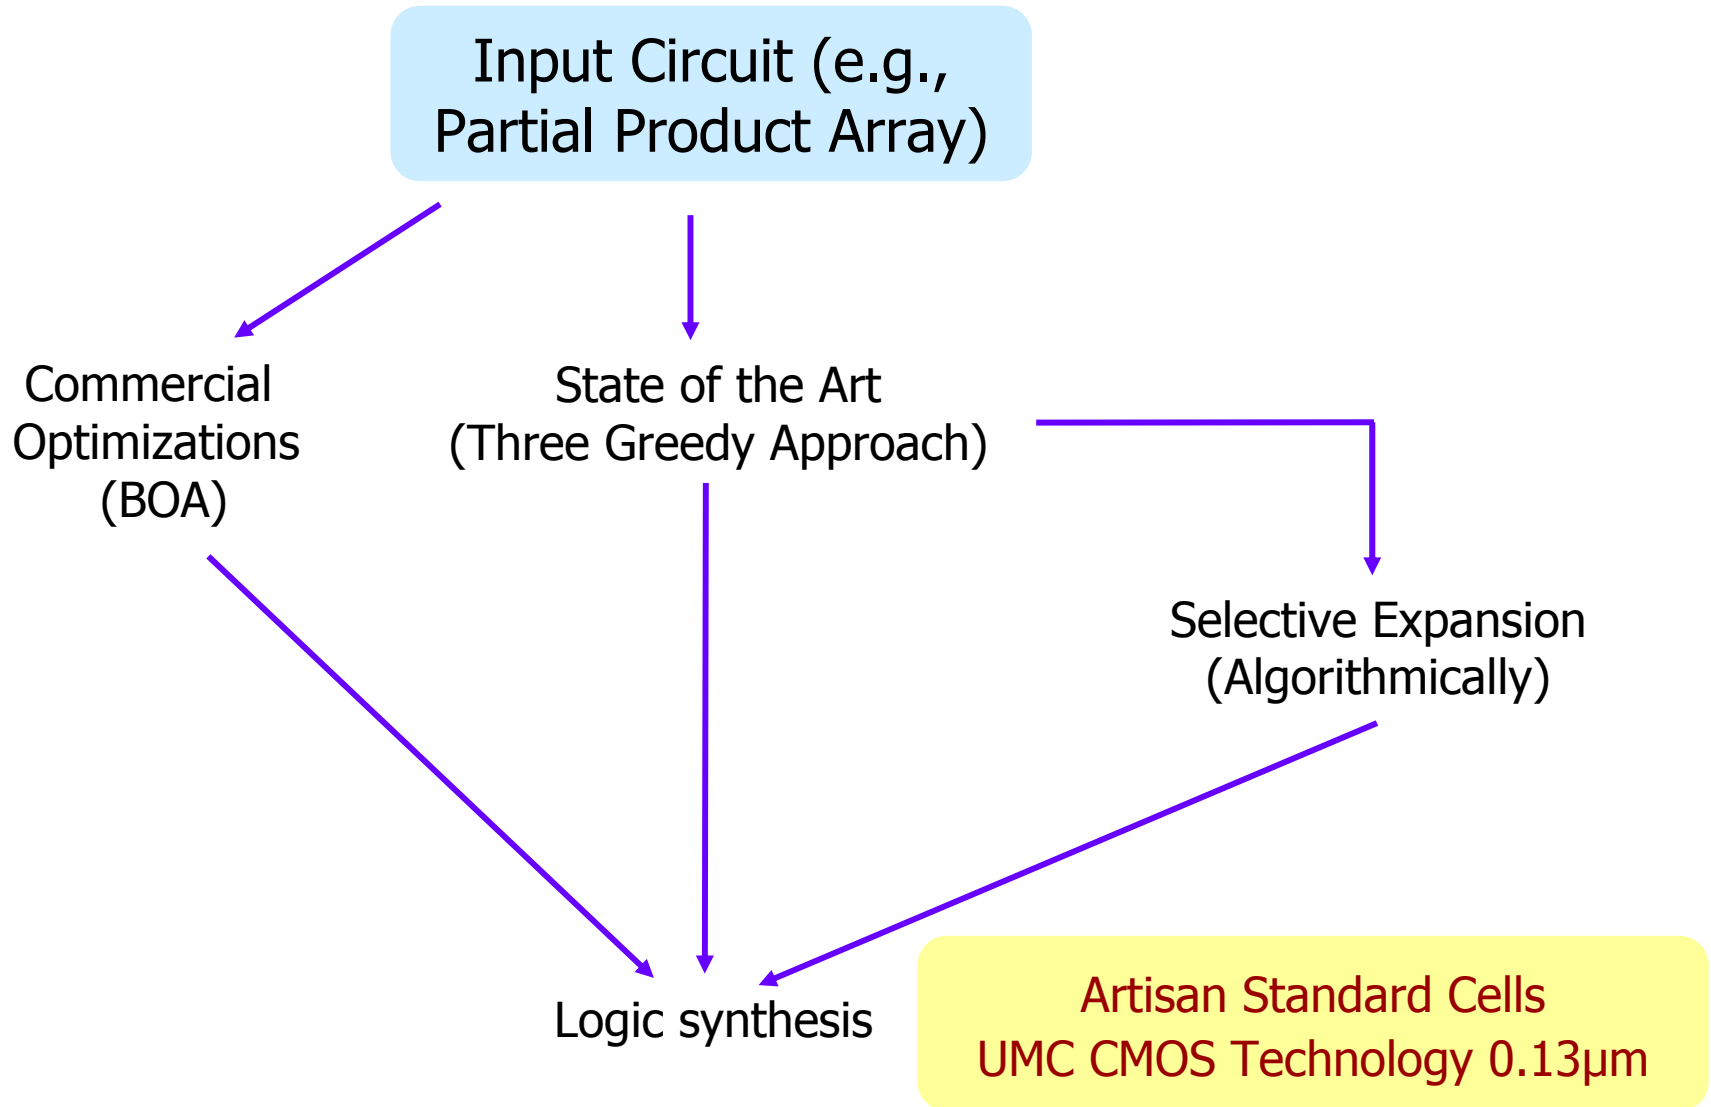 Input Circuit (e.g.,
Partial Product Array)
Commercial
Optimizations
(BOA)
State of the Art
(Three Greedy Approach)
Selective Expansion
(Algorithmically)
Logic synthesis
Artisan Standard Cells
UMC CMOS Technology 0.13µm